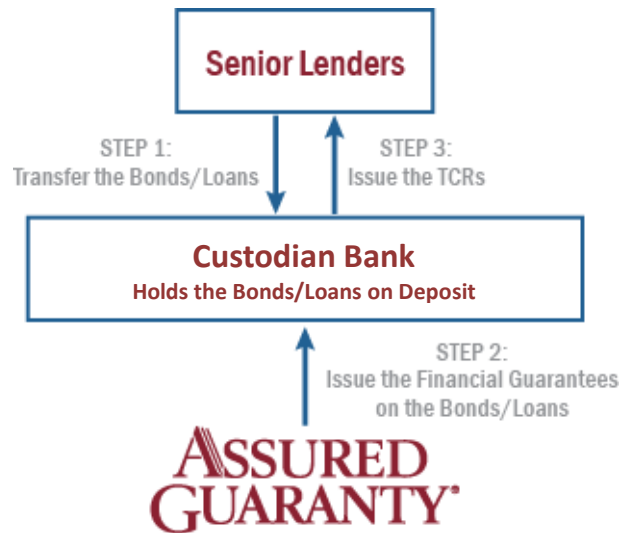 Senior Lenders
STEP 1:
Transfer the Bonds/Loans
STEP 3:
Issue the TCRs
Custodian Bank
Holds the Bonds/Loans on Deposit
STEP 2:
Issue the Financial Guarantees
on the Bonds/Loans
ASSURED
GUARANTY®